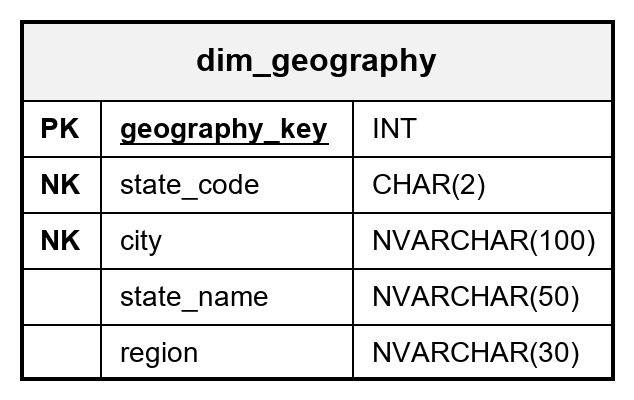 dim_geography
PK geography_key INT
NK state_code CHAR(2)
NK city NVARCHAR(100)
state_name NVARCHAR(50)
region NVARCHAR(30)